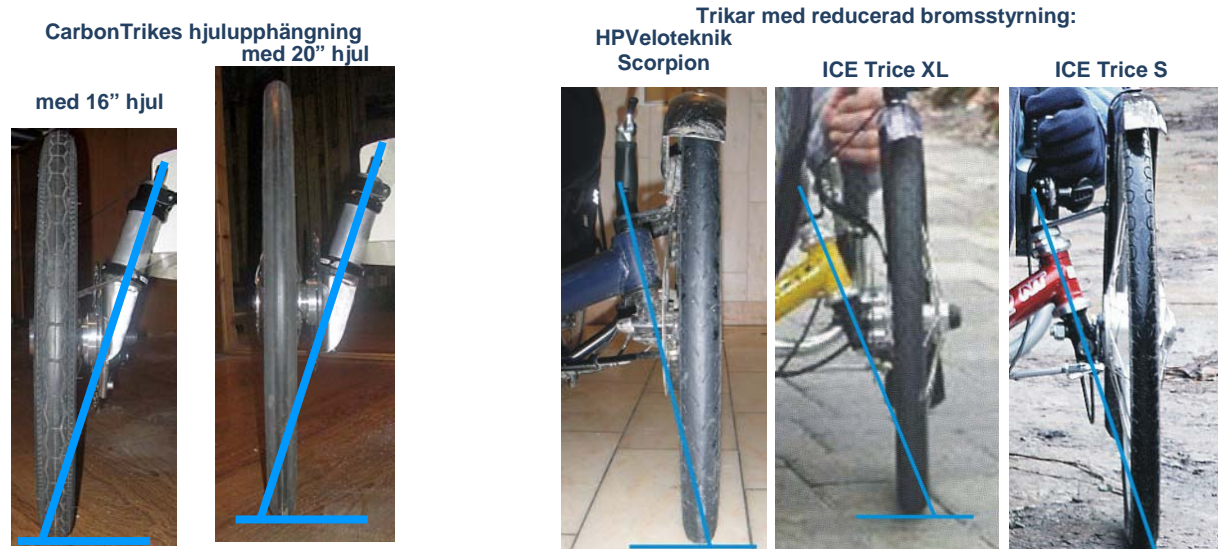 CarbonTrikes hjulupphängning
med 20” hjul
med 16” hjul
Trikar med reducerad bromsstyrning:
HPVeloteknik
Scorpion
ICE Trice XL
ICE Trice S
NT